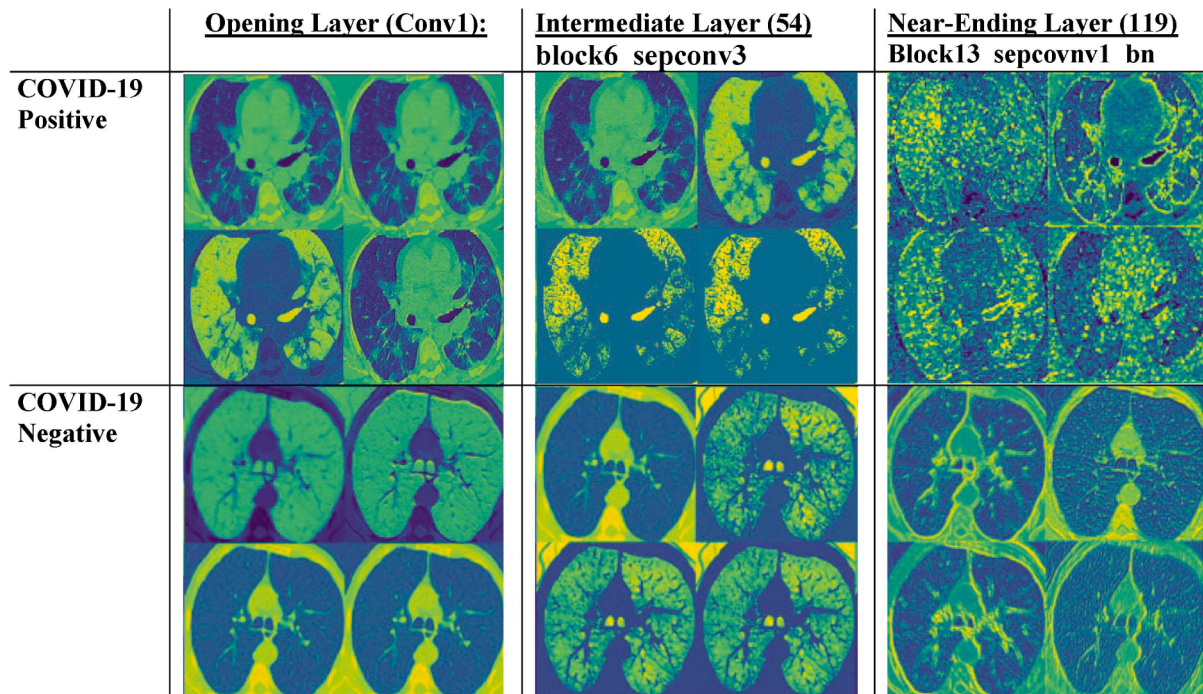 Opening Layer (Conv1):
Intermediate Layer (54)
block6 sepconv3
Near-Ending Layer (119)
Block13 sepcovnv1 bn
COVID-19
Positive
COVID-19
Negative